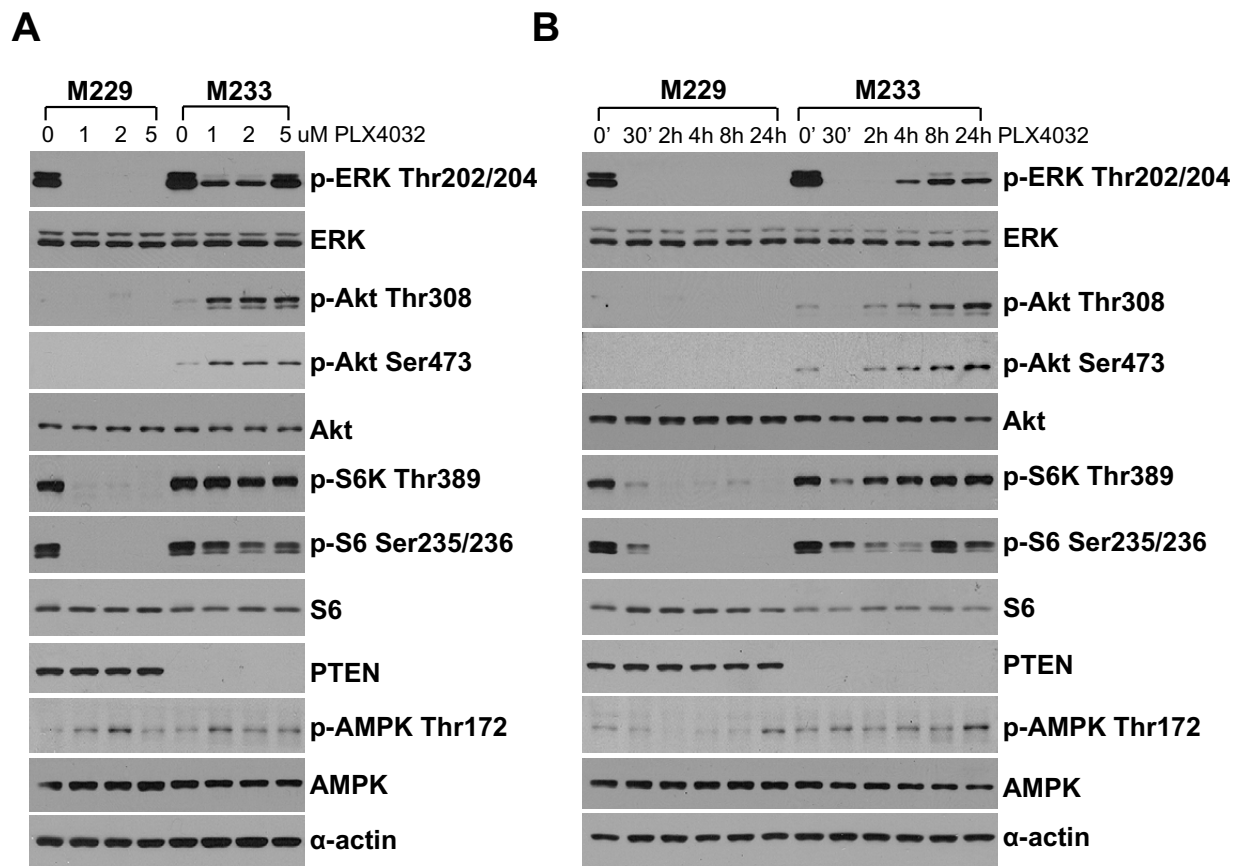 A
M229 M233
0 1 2 5 0 1 2 5 uM PLX4032
p-ERK Thr202/204
ERK
p-Akt Thr308
p-Akt Ser473
Akt
p-S6K Thr389
p-S6 Ser235/236
S6
PTEN
p-AMPK Thr172
AMPK
α-actin
B
M229 M233
0’ 30’ 2h 4h 8h 24h 0’ 30’ 2h 4h 8h 24h PLX4032
p-ERK Thr202/204
ERK
p-Akt Thr308
p-Akt Ser473
Akt
p-S6K Thr389
p-S6 Ser235/236
S6
PTEN
p-AMPK Thr172
AMPK
α-actin